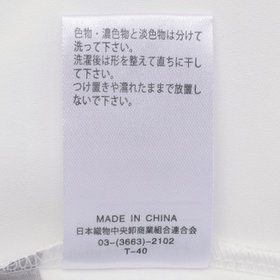 色物・濃色物と淡色物は分けて
洗って下さい。
洗濯後は形を整えて直ちに干し
て下さい。
つけ置きや濡れたままで放置し
ないで下さい。
MADE IN CHINA
日本織物中央卸商業組合連合会
03-(3663)-2102
T-40